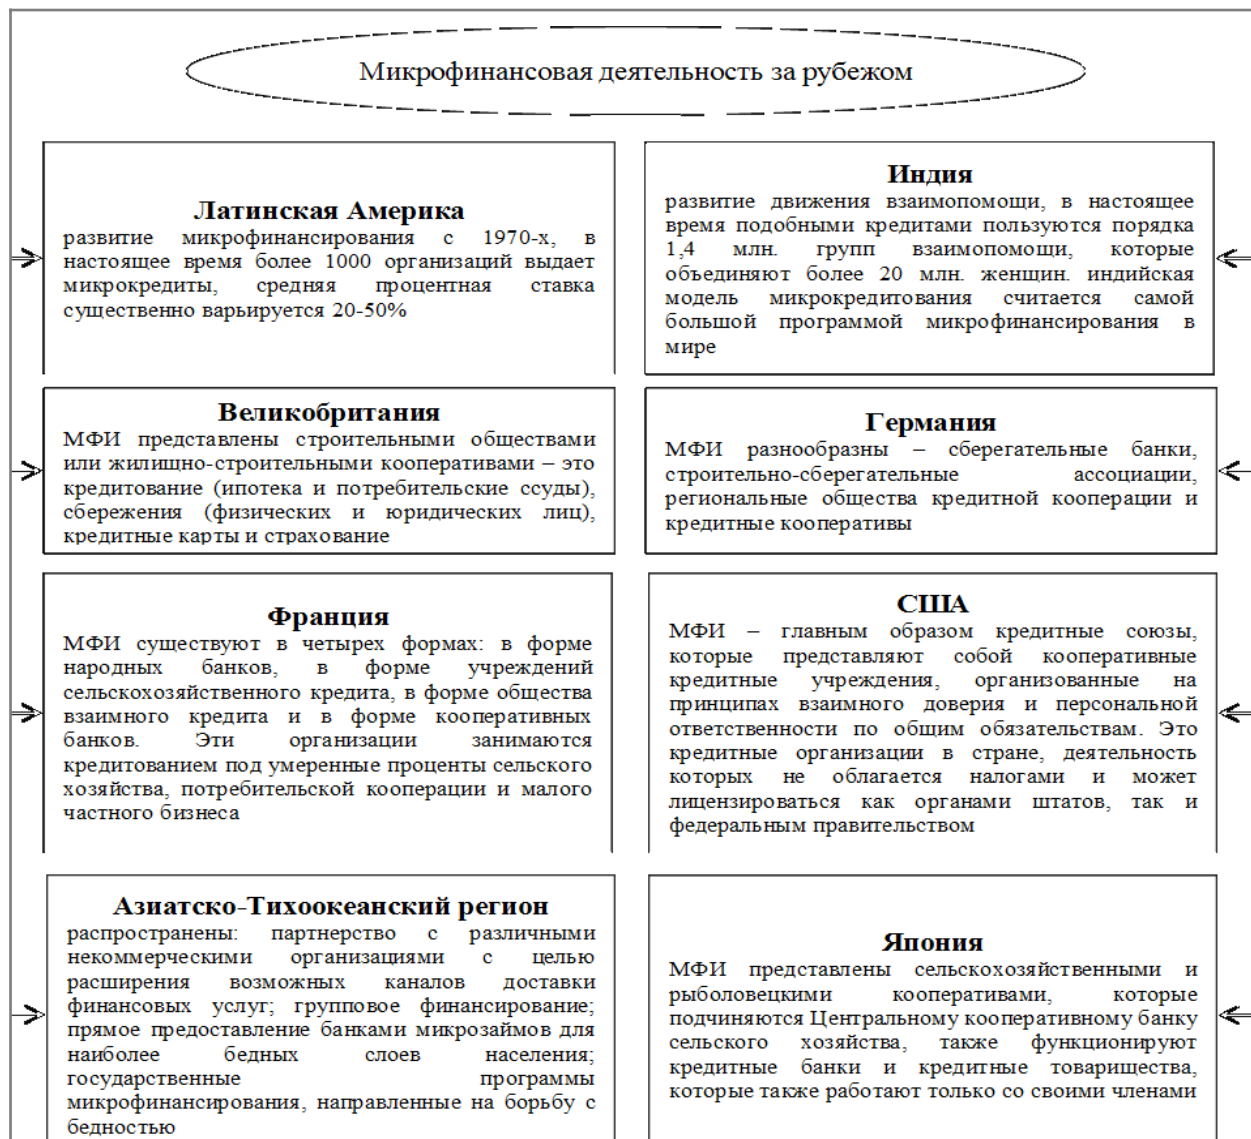 Микрофинансовая деятельность за рубежом
Латинская Америка
развитие микрофинансирования с 1970-х, в
настоящее время более 1000 организаций выдает
микрокредиты, средняя процентная ставка
существенно варьируется 20-50%
Индия
развитие движения взаимопомощи, в настоящее
время подобными кредитами пользуются порядка
1,4 млн. групп взаимопомощи, которые
объединяют более 20 млн. женщин. индийская
модель микрокредитования считается самой
большой программой микрофинансирования в
мире
Великобритания
МФИ представлены строительными обществами
или жилищно-строительными кооперативами – это
кредитование (ипотека и потребительские ссуды),
сбережения (физических и юридических лиц),
кредитные карты и страхование
Германия
МФИ разнообразны – сберегательные банки,
строительно-сберегательные ассоциации,
региональные общества кредитной кооперации и
кредитные кооперативы
Франция
МФИ существуют в четырех формах: в форме
народных банков, в форме учреждений
сельскохозяйственного кредита, в форме общества
взаимного кредита и в форме кооперативных
банков. Эти организации занимаются
кредитованием под умеренные проценты сельского
хозяйства, потребительской кооперации и малого
частного бизнеса
США
МФИ – главным образом кредитные союзы,
которые представляют собой кооперативные
кредитные учреждения, организованные на
принципах взаимного доверия и персональной
ответственности по общим обязательствам. Это
кредитные организации в стране, деятельность
которых не облагается налогами и может
лицензироваться как органами штатов, так и
федеральным правительством
Азиатско-Тихоокеанский регион
распространены: партнерство с различными
некоммерческими организациями с целью
расширения возможных каналов доставки
финансовых услуг; групповое финансирование;
прямое предоставление банками микрозаймов для
наиболее бедных слоев населения;
государственные программы
микрофинансирования, направленные на борьбу с
бедностью
Япония
МФИ представлены сельскохозяйственными и
рыболовецкими кооперативами, которые
подчиняются Центральному кооперативному банку
сельского хозяйства, также функционируют
кредитные банки и кредитные товарищества,
которые также работают только со своими членами